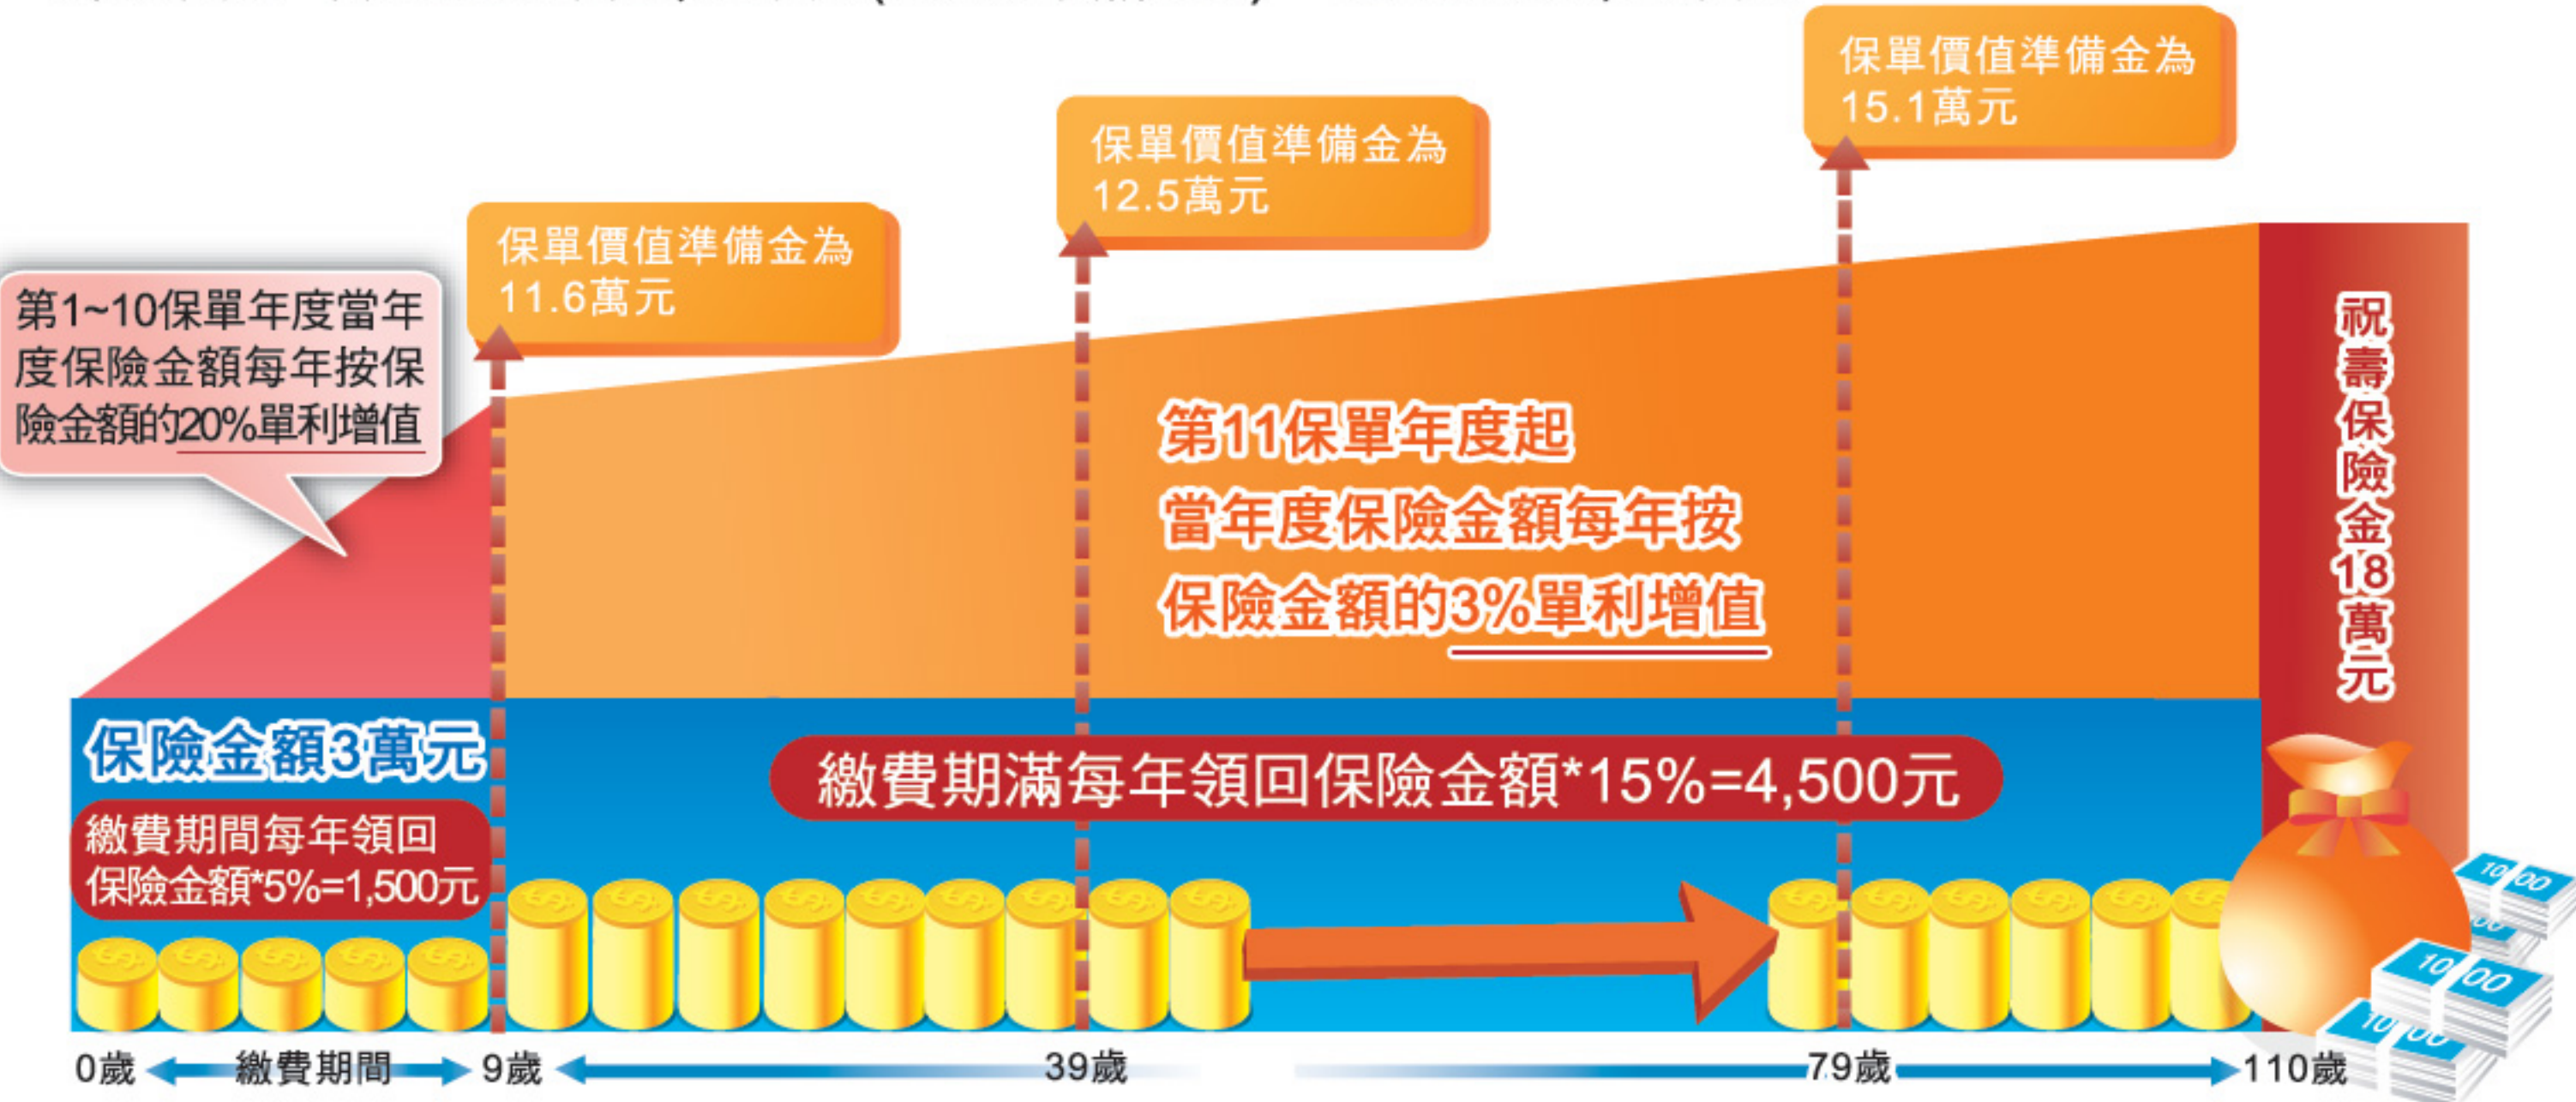 保單價值準備金為
15.1萬元
保單價值準備金為
12.5萬元
保單價值準備金為
11.6萬元
第1~10保單年度當年
度保險金額每年按保
險金額的20%單利增值
第11保單年度起
當年度保險金額每年按
保險金額的3%單利增值
祝壽保險金18萬元
保險金額3萬元
繳費期滿每年領回保險金額*15%=4,500元
繳費期間每年領回
保險金額*5%=1,500元
0歲 繳費期間 9歲 39歲 79歲 110歲